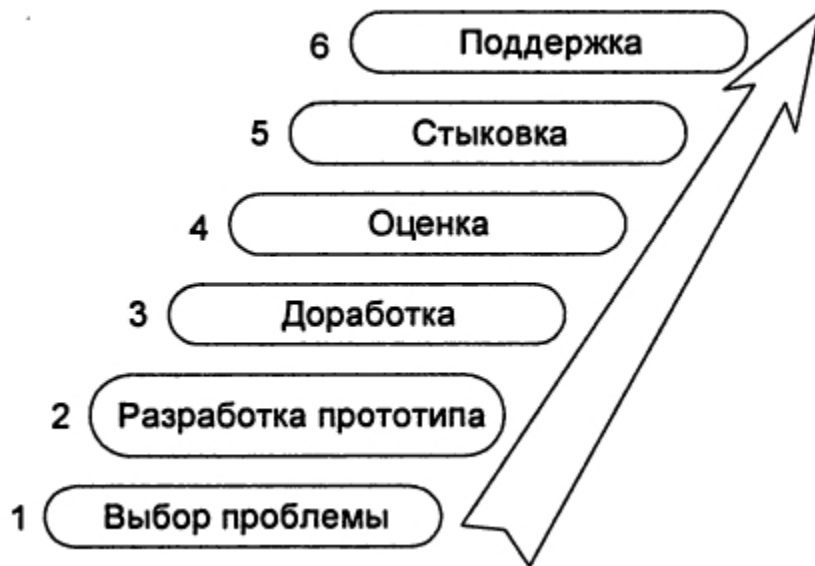 6 Поддержка
5 Стыковка
4 Оценка
3 Доработка
2 Разработка прототипа
1 Выбор проблемы